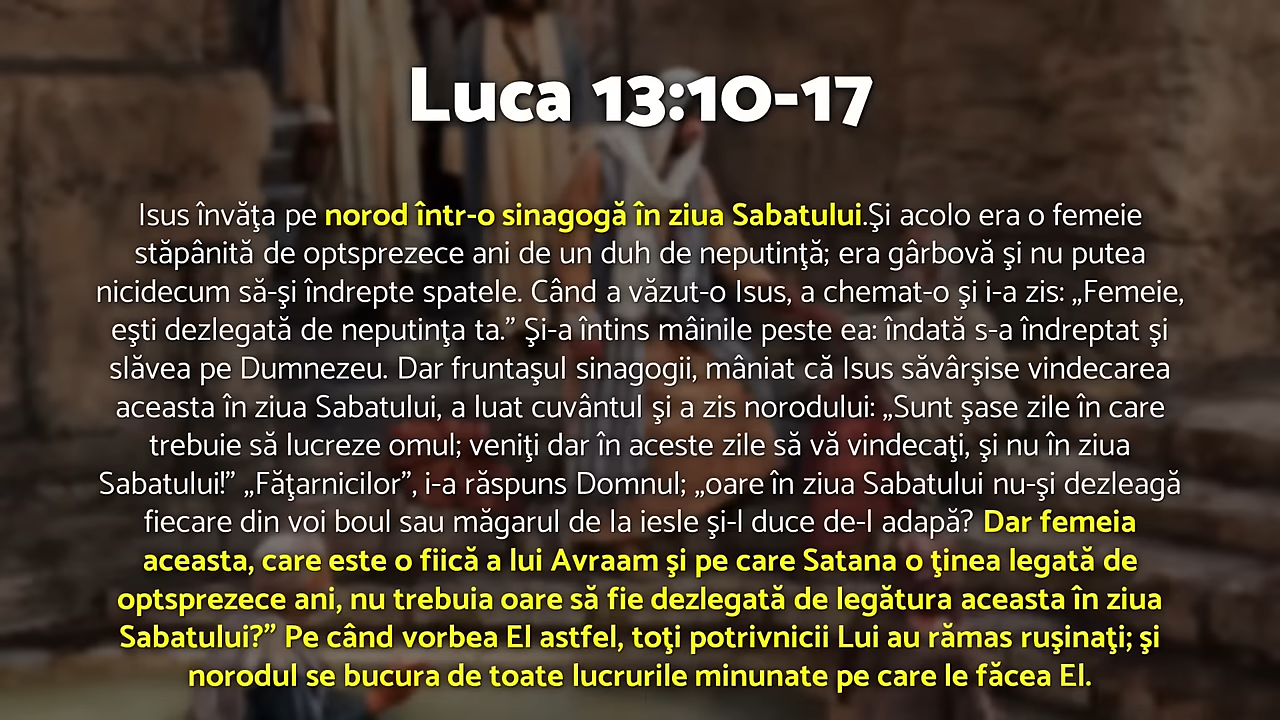 Luca 13:10-17
Isus învăţa pe norod într-o sinagogă în ziua Sabatului.Şi acolo era o femeie
stăpânită de optsprezece ani de un duh de neputinţă; era gârbovă şi nu putea
nicidecum să-şi îndrepte spatele. Când a văzut-o Isus, a chemat-o şi i-a zis: „Femeie,
eşti dezlegată de neputinţa ta.” Şi-a întins mâinile peste ea: îndată s-a îndreptat şi
slăvea pe Dumnezeu. Dar fruntaşul sinagogii, mâniat că Isus săvârşise vindecarea
aceasta în ziua Sabatului, a luat cuvântul şi a zis norodului: „Sunt şase zile în care
trebuie să lucreze omul; veniţi dar în aceste zile să vă vindecaţi, şi nu în ziua
Sabatului!” „Făţarnicilor”, i-a răspuns Domnul; „oare în ziua Sabatului nu-şi dezleagă
fiecare din voi boul sau măgarul de la iesle şi-l duce de-l adapă? Dar femeia
aceasta, care este o fiică a lui Avraam şi pe care Satana o ţinea legată de
optsprezece ani, nu trebuia oare să fie dezlegată de legătura aceasta în ziua
Sabatului?” Pe când vorbea El astfel, toţi potrivnicii Lui au rămas ruşinaţi; şi
norodul se bucura de toate lucrurile minunate pe care le făcea El.